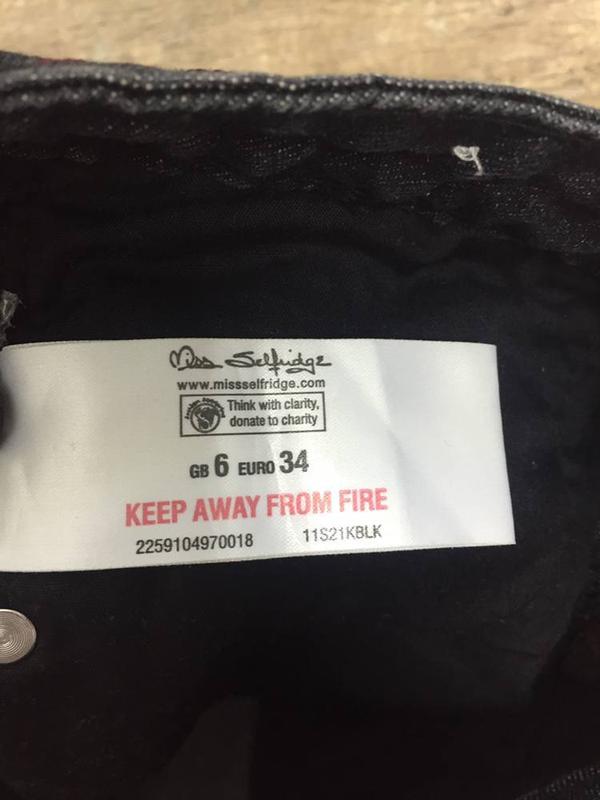 Miss Selfridge
www.missselfridge.com
Think with clarity,
donate to charity
GB 6 EURO 34
KEEP AWAY FROM FIRE
2259104970018 11S21KBLK